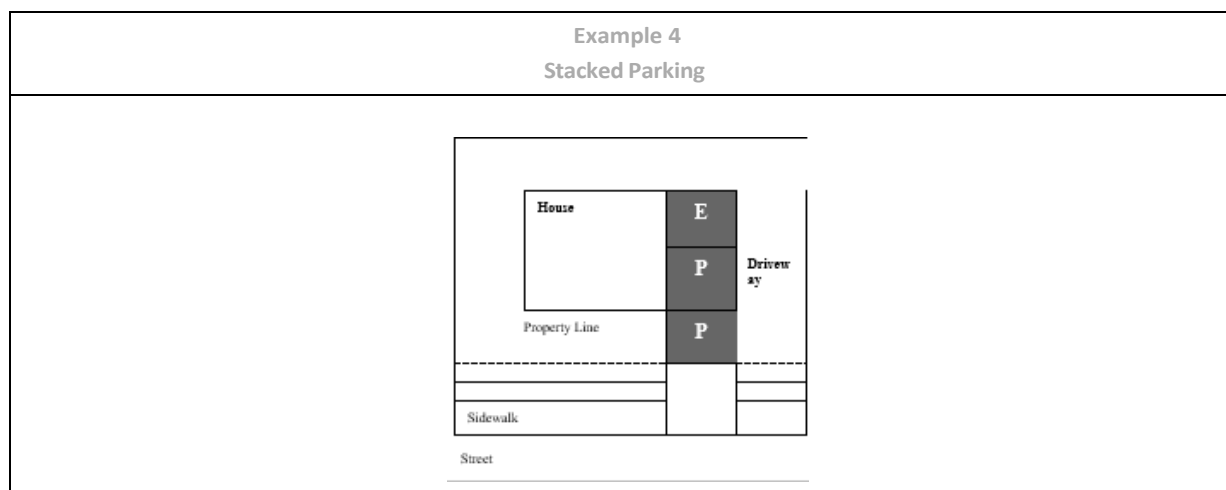 Example 4
Stacked Parking
House
E
P
Drivew
ay
Property Line
P
Sidewalk
Street